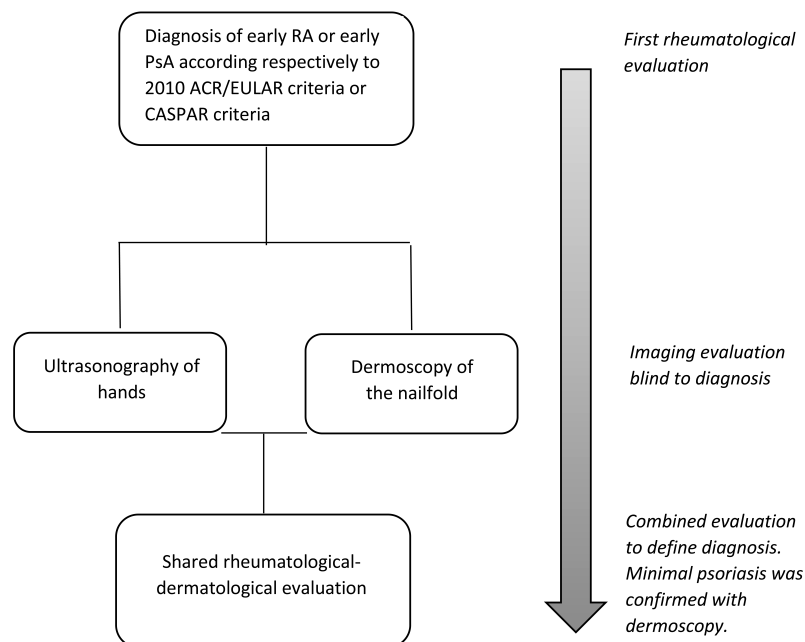 Diagnosis of early RA or early
PsA according respectively to
2010 ACR/EULAR criteria or
CASPAR criteria
First rheumatological
evaluation
Ultrasonography of
hands
Dermoscopy of
the nailfold
Imaging evaluation
blind to diagnosis
Shared rheumatological-
dermatological evaluation
Combined evaluation
to define diagnosis.
Minimal psoriasis was
confirmed with
dermoscopy.